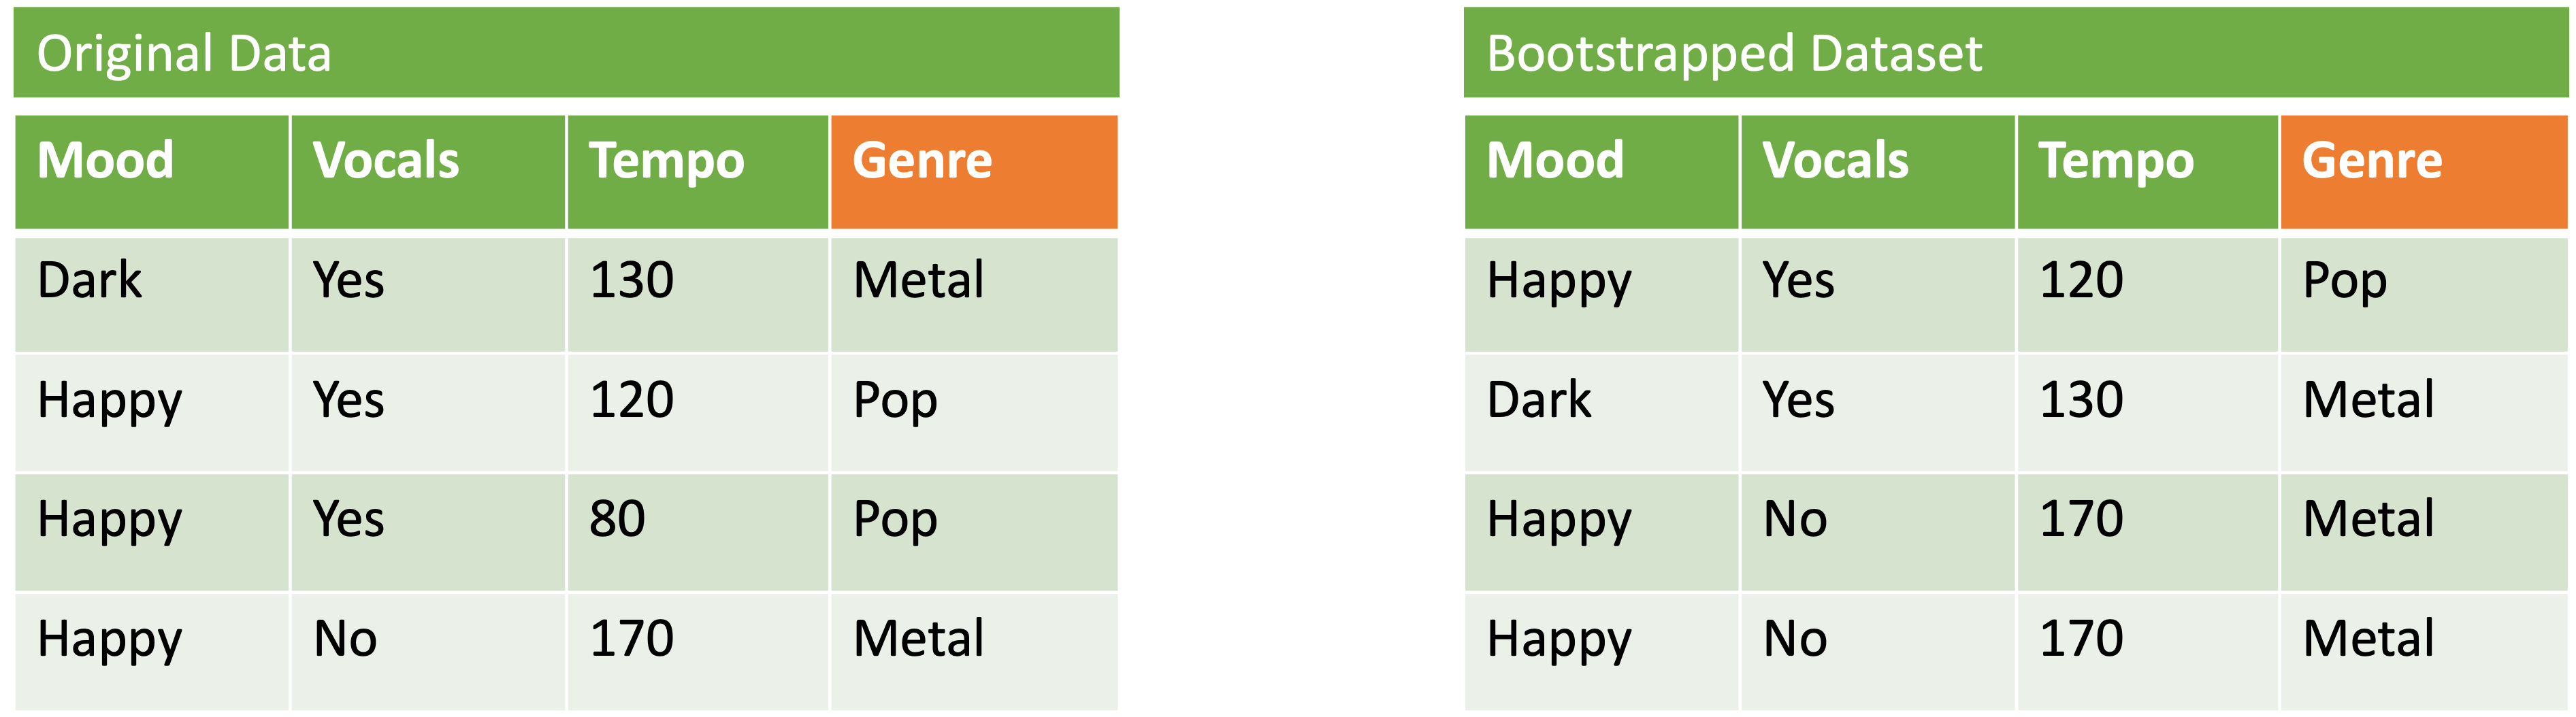 Original Data
Mood Vocals Tempo Genre
Dark Yes 130 Metal
Happy Yes 120 Pop
Happy Yes 80 Pop
Happy No 170 Metal
Bootstrapped Dataset
Mood Vocals Tempo Genre
Happy Yes 120 Pop
Dark Yes 130 Metal
Happy No 170 Metal
Happy No 170 Metal